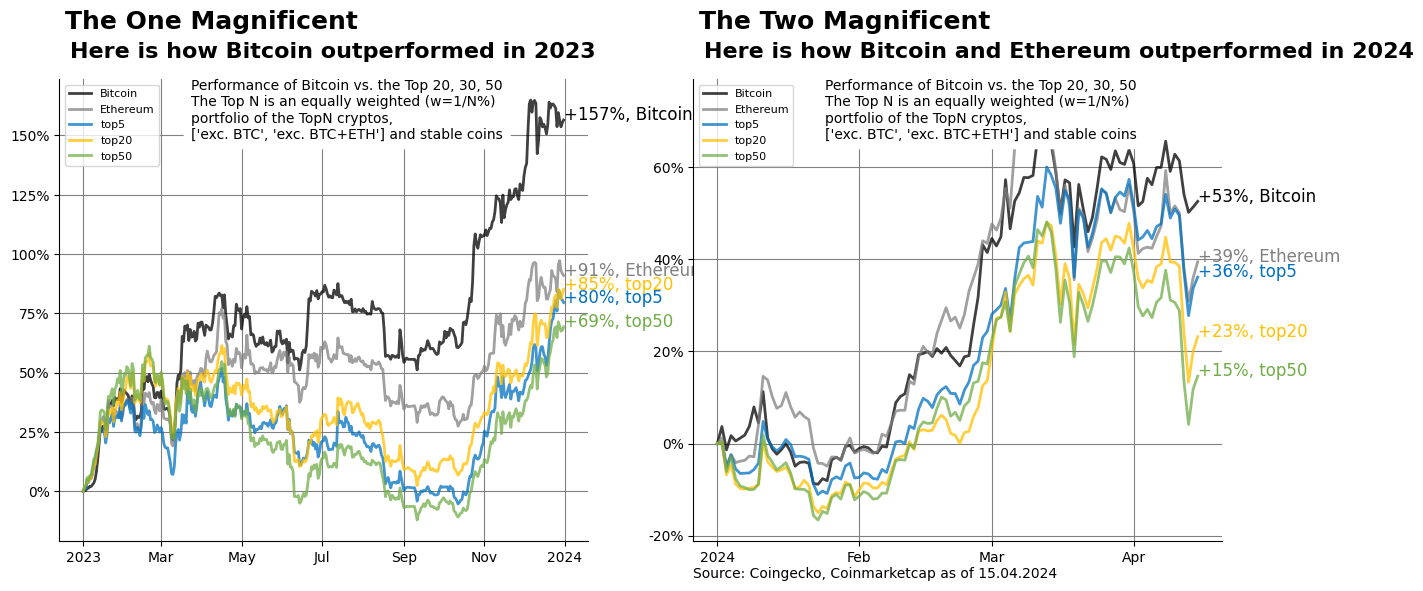 The One Magnificent
Here is how Bitcoin outperformed in 2023
Bitcoin
Ethereum
top5
top20
top50
Performance of Bitcoin vs. the Top 20, 30, 50
The Top N is an equally weighted (w=1/N%)
portfolio of the TopN cryptos,
['exc. BTC', 'exc. BTC+ETH'] and stable coins
150%
125%
100%
75%
50%
25%
0%
+157%, Bitcoin
+91%, Ethereu
+85%, top20
+80%, top5
+69%, top50
2023
Mar
May
Jul
Sep
Nov
2024
The Two Magnificent
Here is how Bitcoin and Ethereum outperformed in 2024
Bitcoin
Ethereum
top5
top20
top50
Performance of Bitcoin vs. the Top 20, 30, 50
The Top N is an equally weighted (w=1/N%)
portfolio of the TopN cryptos,
['exc. BTC', 'exc. BTC+ETH'] and stable coins
60%
40%
20%
0%
-20%
+53%, Bitcoin
+39%, Ethereum
+36%, top5
+23%, top20
+15%, top50
2024
Feb
Mar
Apr
Source: Coingecko, Coinmarketcap as of 15.04.2024